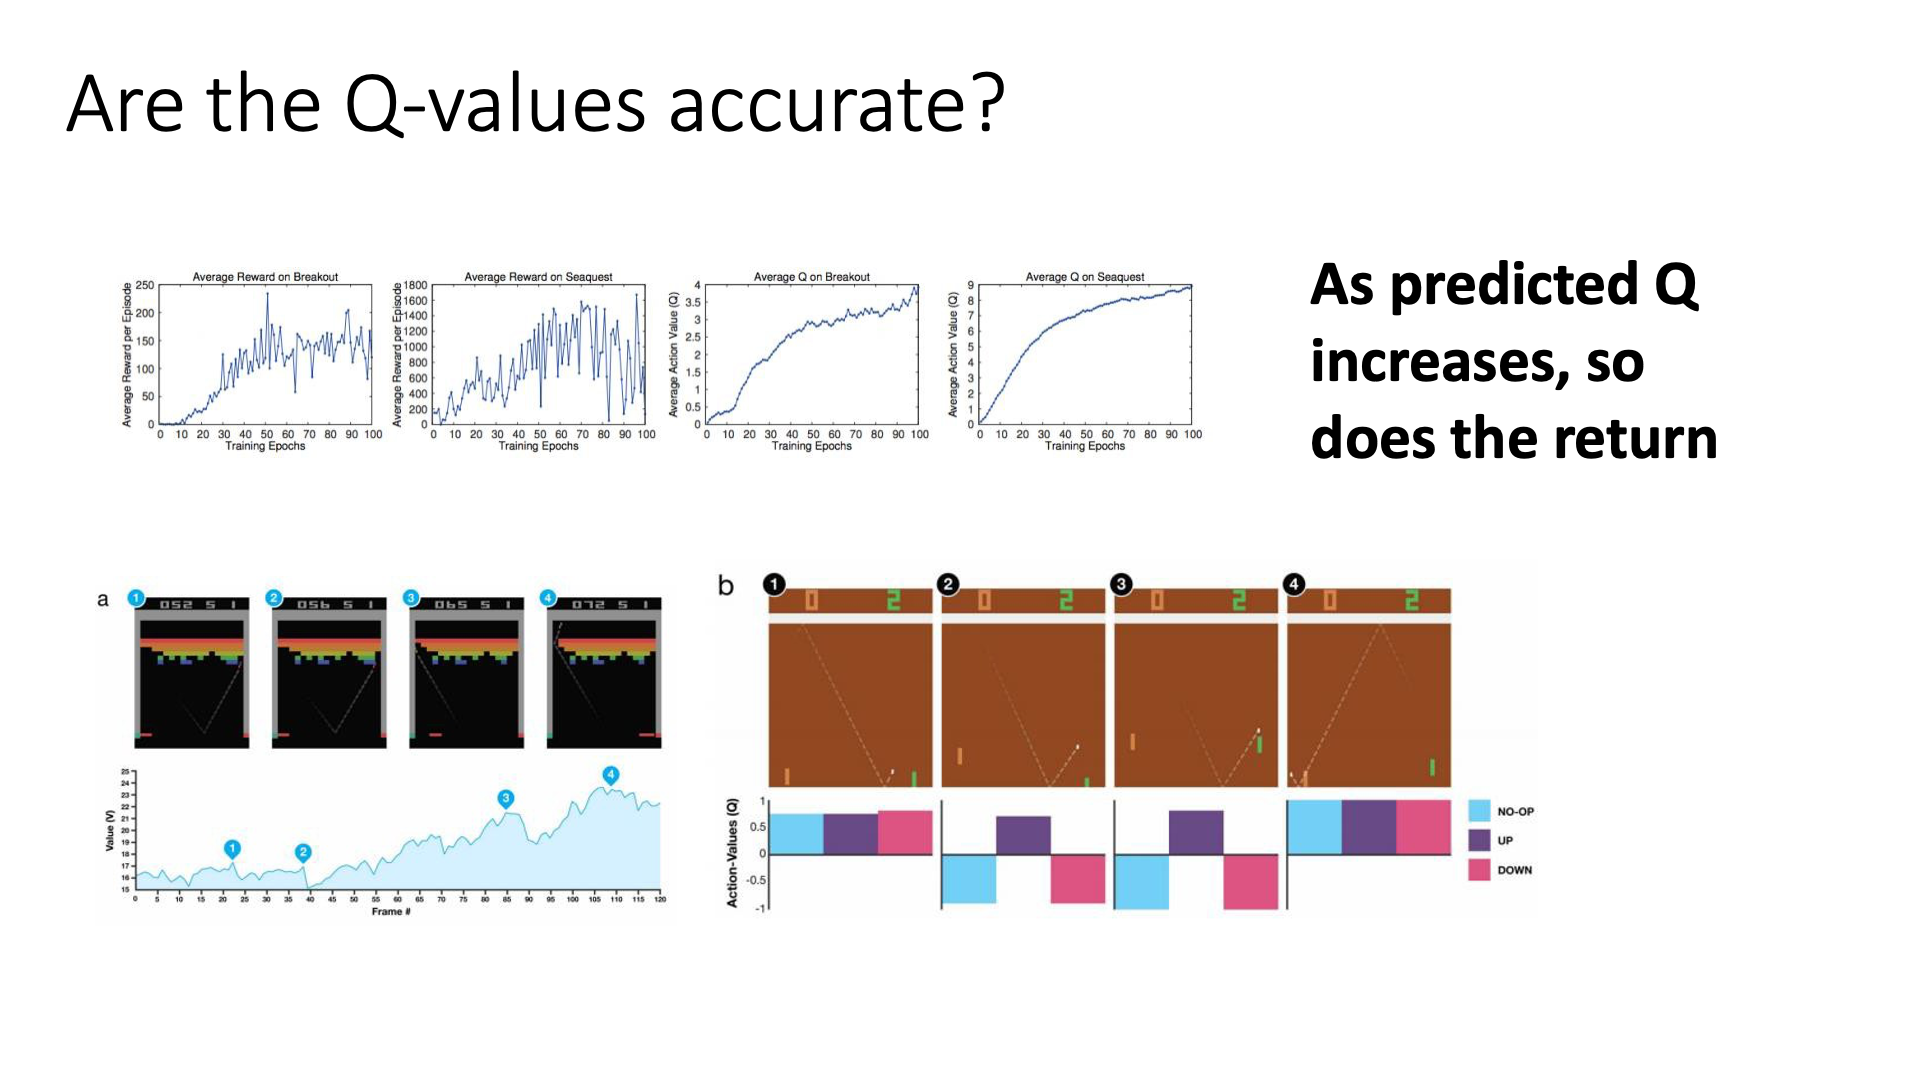 Are the Q-values accurate?
Average Reward on Breakout
Average Reward per Episode
250
200
150
100
50
0
0 10 20 30 40 50 60 70 80 90 100
Training Epochs
Average Reward on Seaquest
Average Reward per Episode
1800
1600
1400
1200
1000
800
600
400
200
0
0 10 20 30 40 50 60 70 80 90 100
Training Epochs
Average Q on Breakout
Average Action Value (Q)
4
3.5
3
2.5
2
1.5
1
0.5
0
0 10 20 30 40 50 60 70 80 90 100
Training Epochs
Average Q on Seaquest
Average Action Value (Q)
9
8
7
6
5
4
3
2
1
0
0 10 20 30 40 50 60 70 80 90 100
Training Epochs
As predicted Q
increases, so
does the return
a
1 2 3 4
052 5 1
056 5 1
065 5 1
072 5 1
Value (V)
25
24
23
22
21
20
19
18
17
16
15
1 2 3 4
0 5 10 15 20 25 30 35 40 45 50 55 60 65 70 75 80 85 90 95 100 105 110 115 120
Frame #
b
1 2 3 4
0 2
0 2
0 2
0 2
Action-Values (Q)
1
0.5
0
-0.5
-1
NO-OP
UP
DOWN